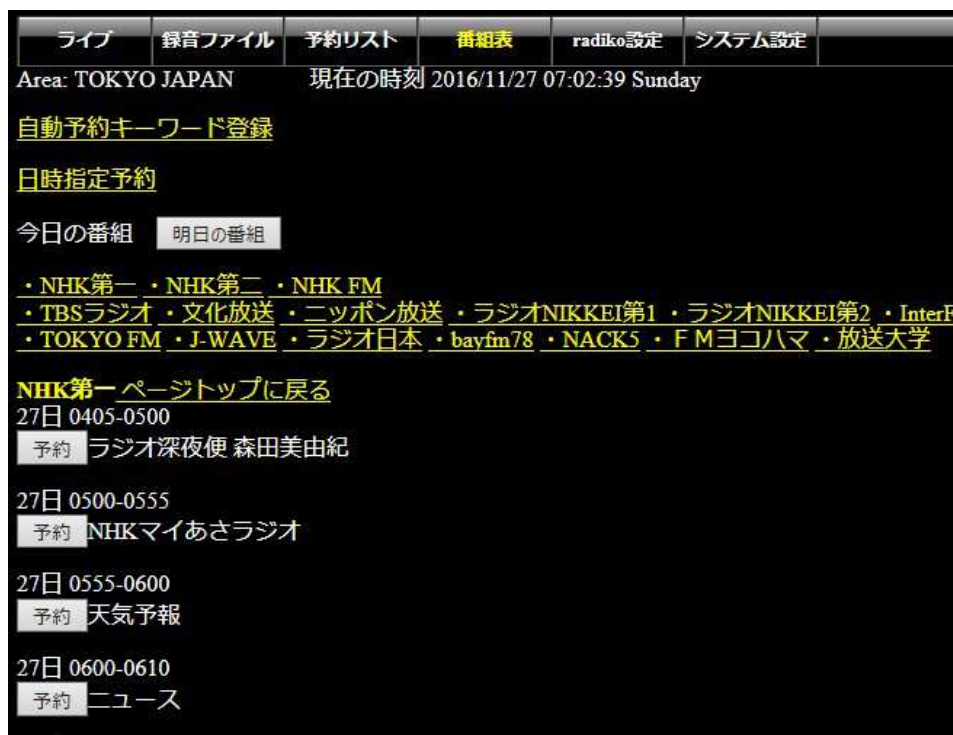 ライブ 録音ファイル 予約リスト 番組表 radiko設定 システム設定
Area: TOKYO JAPAN 現在の時刻 2016/11/27 07:02:39 Sunday
自動予約キーワード登録
日時指定予約
今日の番組 明日の番組
・NHK第一 ・NHK第二 ・NHK FM
・TBSラジオ ・文化放送 ・ニッポン放送 ・ラジオNIKKEI第1 ・ラジオNIKKEI第2 ・InterF
・TOKYO FM ・J-WAVE ・ラジオ日本 ・bayfm78 ・NACK5 ・ＦＭヨコハマ ・放送大学
NHK第一 ページトップに戻る
27日 0405-0500
予約 ラジオ深夜便 森田美由紀
27日 0500-0555
予約 NHKマイあさラジオ
27日 0555-0600
予約 天気予報
27日 0600-0610
予約 ニュース